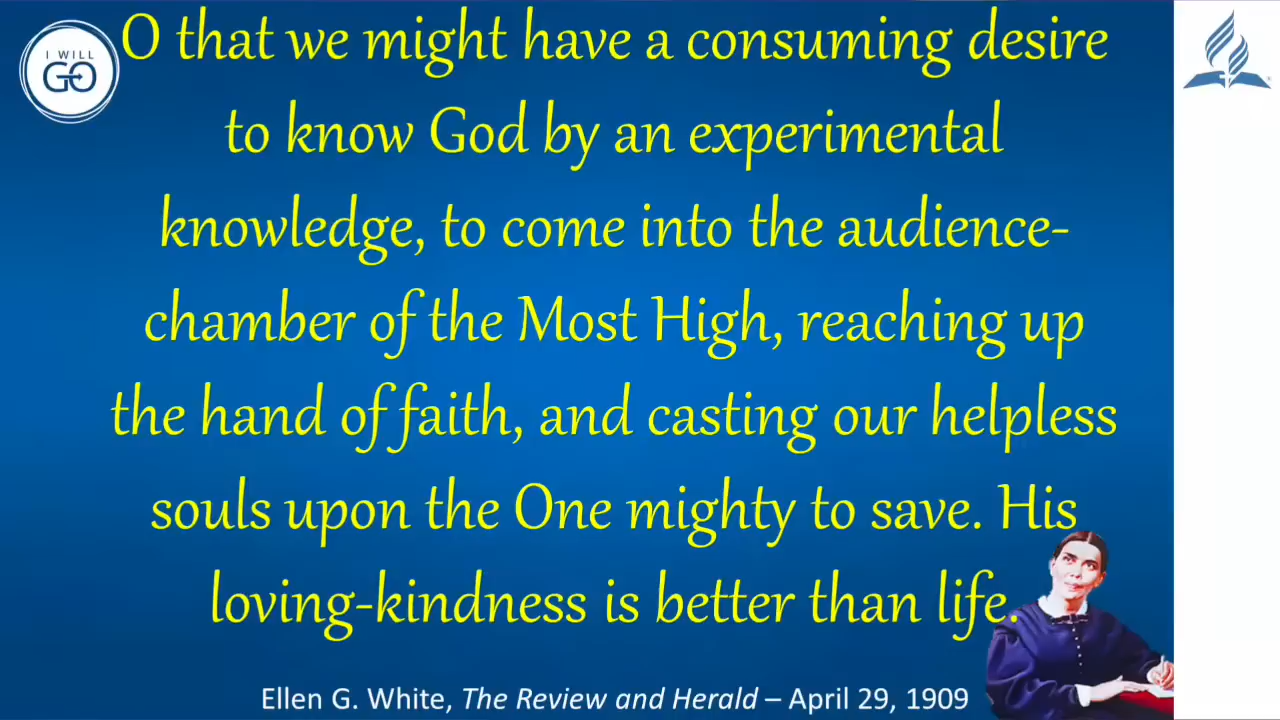 I WILL
GO
O that we might have a consuming desire
to know God by an experimental
knowledge, to come into the audience-
chamber of the Most High, reaching up
the hand of faith, and casting our helpless
souls upon the One mighty to save. His
loving-kindness is better than life.
Ellen G. White, The Review and Herald – April 29, 1909